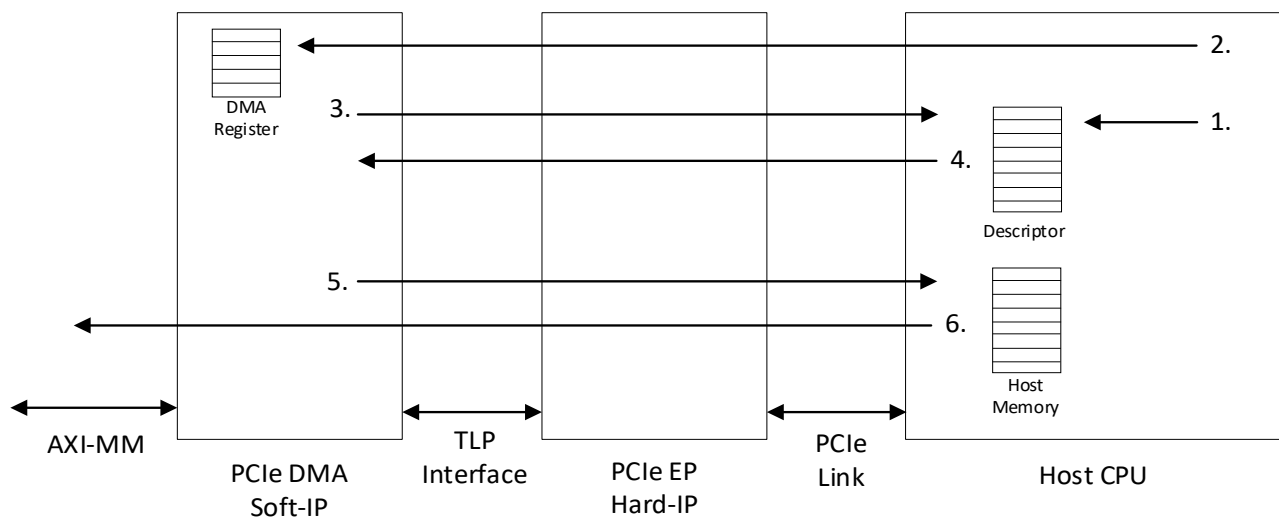 2.
DMA
Register
3.
1.
4.
Descriptor
5.
6.
Host
Memory
AXI-MM
TLP
Interface
PCIe
Link
PCIe DMA
Soft-IP
PCIe EP
Hard-IP
Host CPU